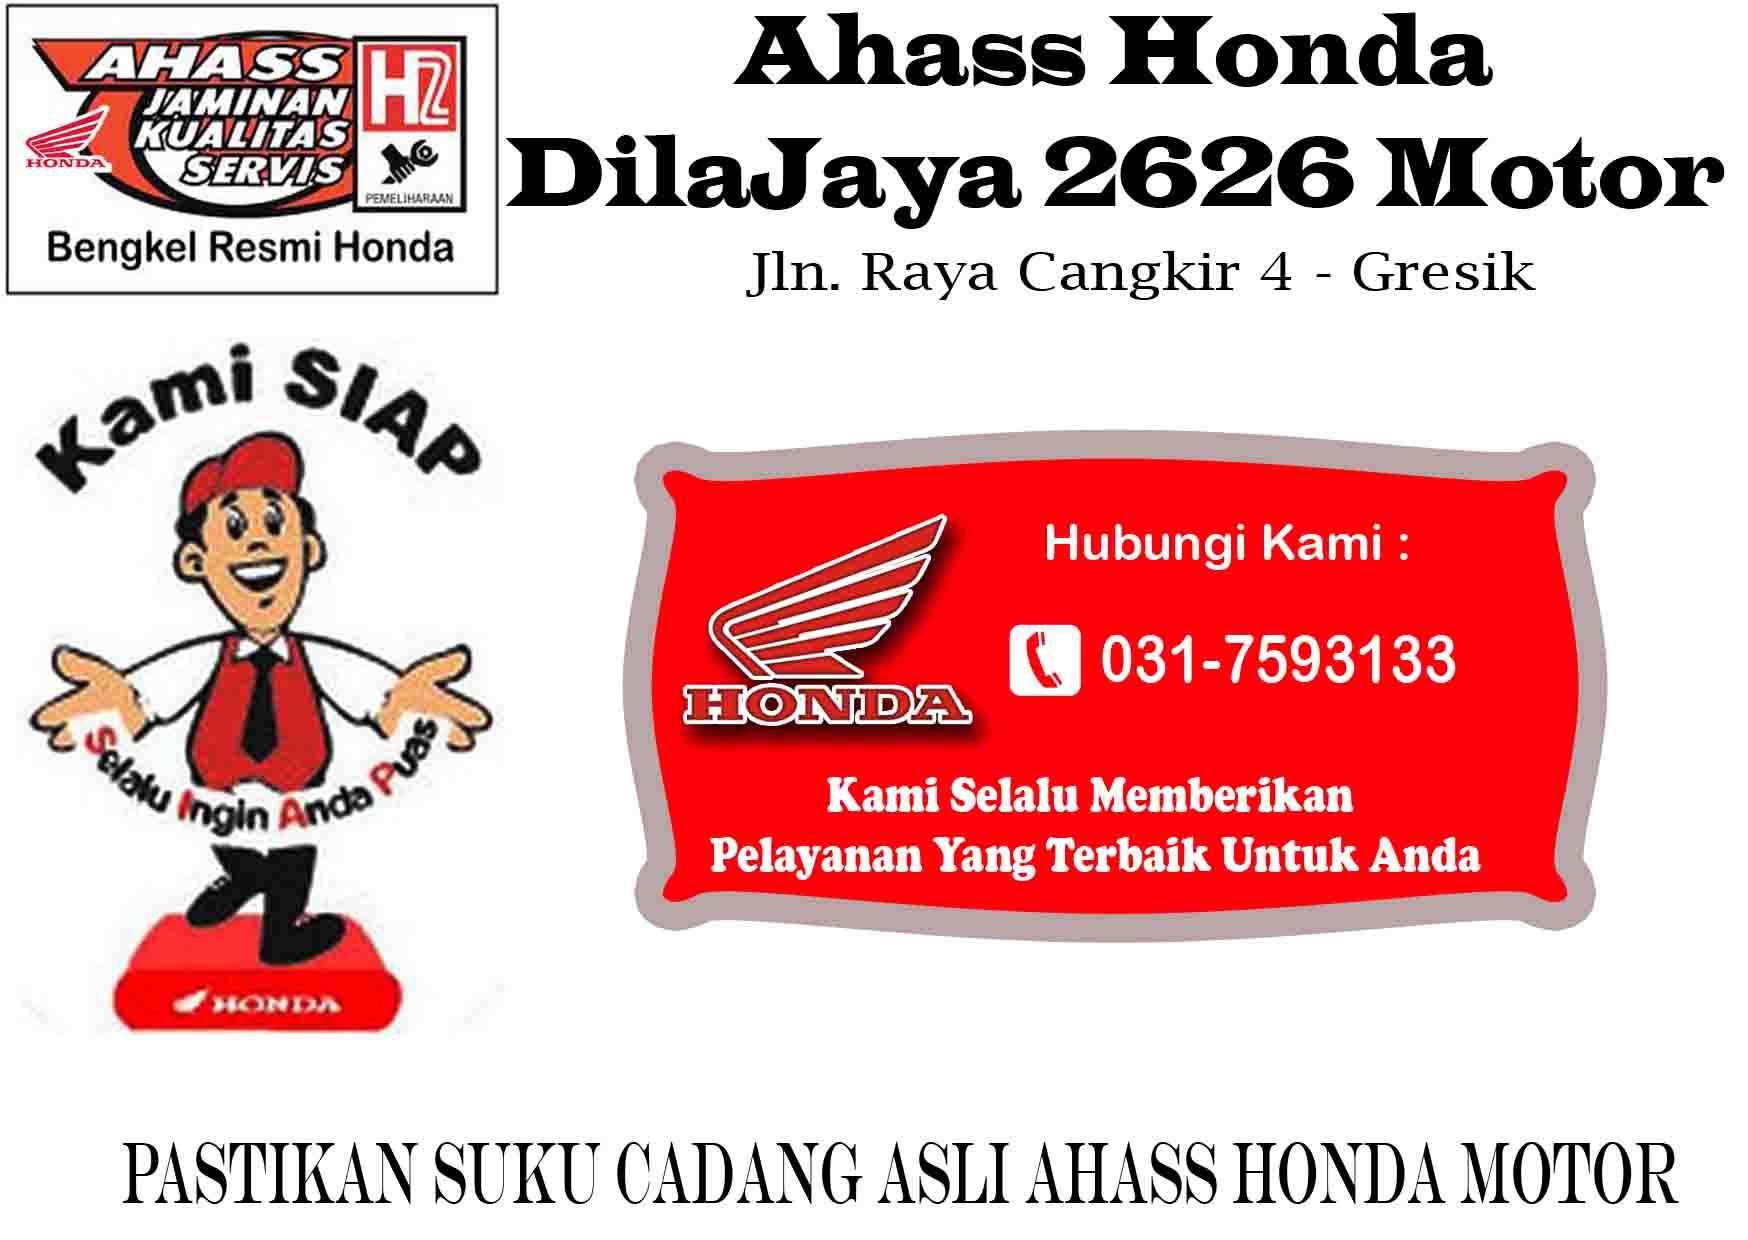 AHASS
JAMINAN
KUALITAS
SERVIS
HONDA
H2
PEMELIHARAAN
Bengkel Resmi Honda
Ahass Honda
DilaJaya 2626 Motor
Jln. Raya Cangkir 4 - Gresik
Kami SIAP
Selalu Ingin Anda Puas
HONDA
Hubungi Kami :
031-7593133
HONDA
Kami Selalu Memberikan
Pelayanan Yang Terbaik Untuk Anda
PASTIKAN SUKU CADANG ASLI AHASS HONDA MOTOR